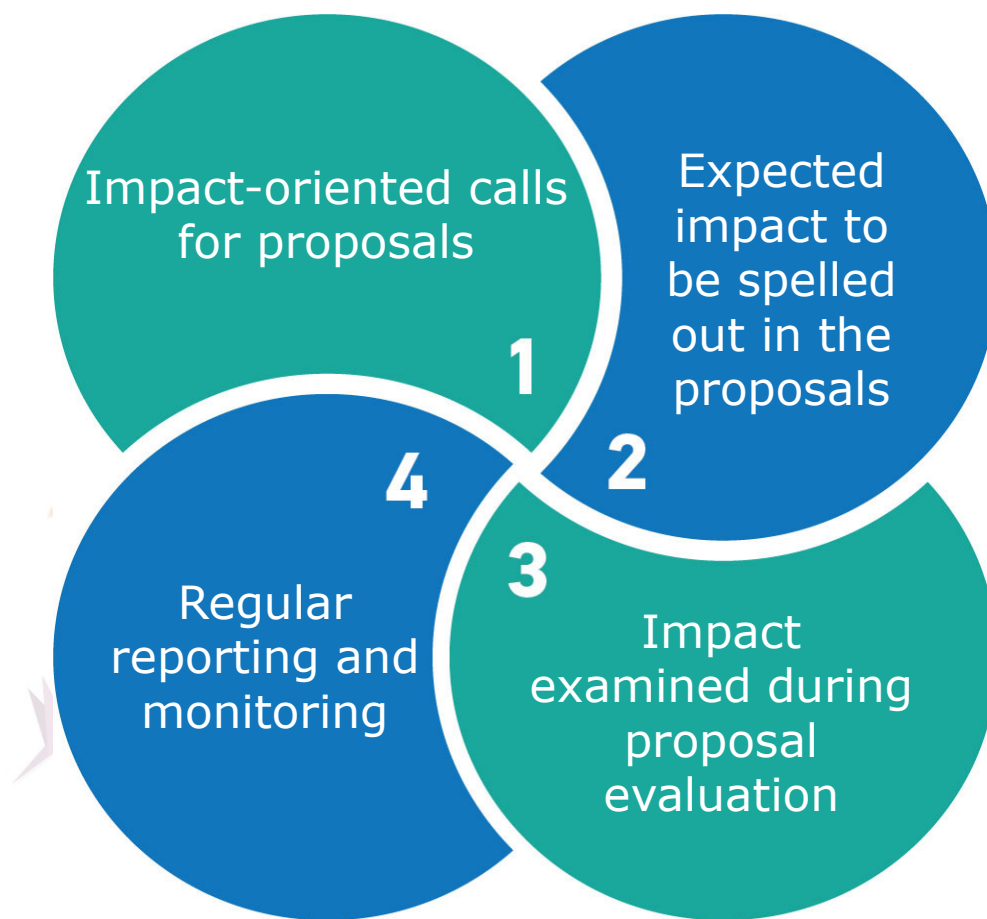 Impact-oriented calls
for proposals
1
Expected
impact to
be spelled
out in the
proposals
2
3
Impact
examined during
proposal
evaluation
4
Regular
reporting and
monitoring